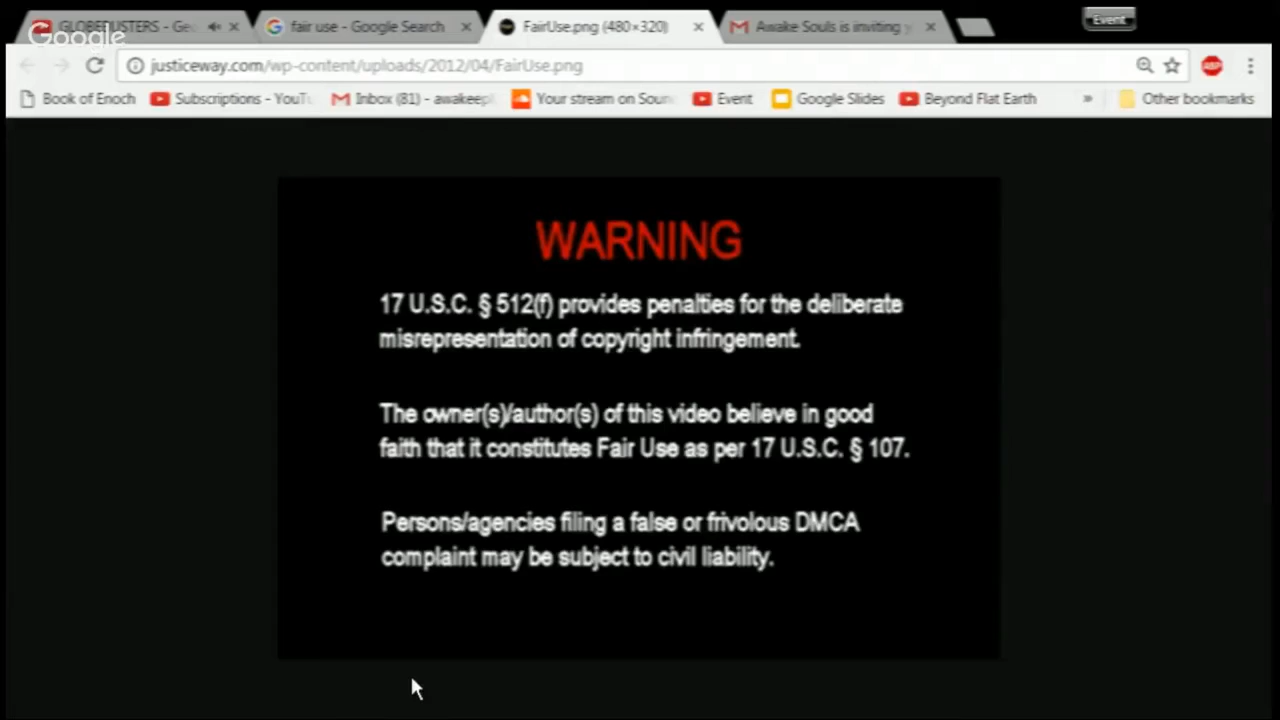 GLOBEBUSTERS - Geo
fair use - Google Search
FairUse.png (480×320)
Awake Souls is inviting y
Event
Google
justiceway.com/wp-content/uploads/2012/04/FairUse.png
ABP
Book of Enoch
Subscriptions - YouTu
Inbox (81) - awakeepl
Your stream on Soun
Event
Google Slides
Beyond Flat Earth
»
Other bookmarks
WARNING
17 U.S.C. § 512(f) provides penalties for the deliberate
misrepresentation of copyright infringement.
The owner(s)/author(s) of this video believe in good
faith that it constitutes Fair Use as per 17 U.S.C. § 107.
Persons/agencies filing a false or frivolous DMCA
complaint may be subject to civil liability.